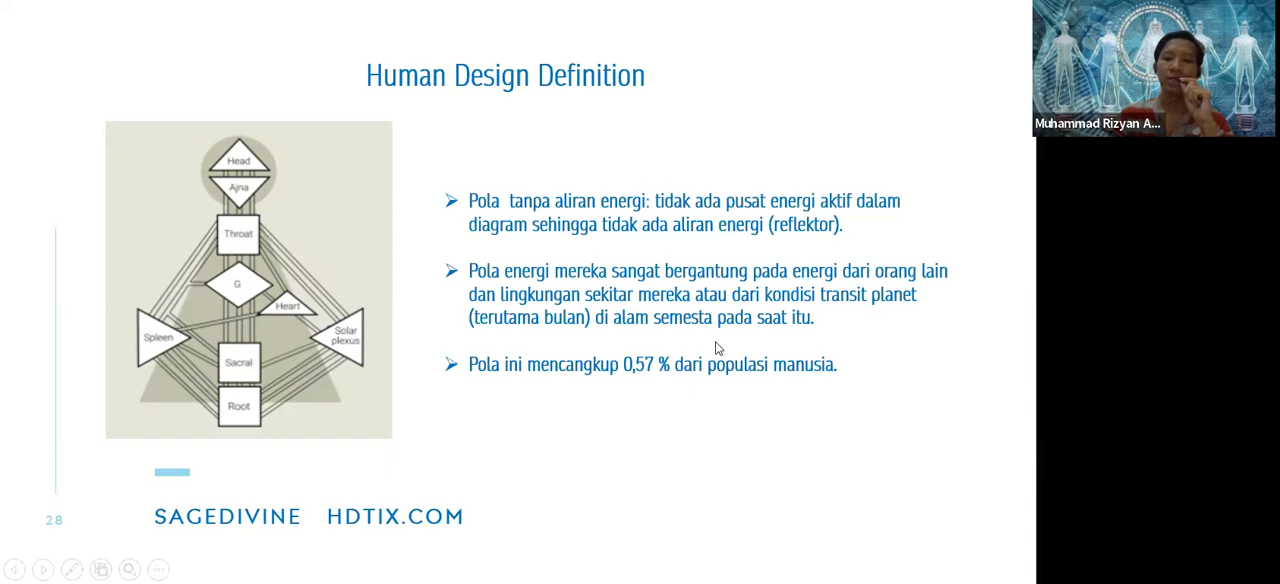 Human Design Definition
Muhammad Rizyan A...
Head
Ajna
Throat
G
Heart
Spleen
Solar
plexus
Sacral
Root
➢ Pola tanpa aliran energi: tidak ada pusat energi aktif dalam
diagram sehingga tidak ada aliran energi (reflektor).
➢ Pola energi mereka sangat bergantung pada energi dari orang lain
dan lingkungan sekitar mereka atau dari kondisi transit planet
(terutama bulan) di alam semesta pada saat itu.
➢ Pola ini mencangkup 0,57 % dari populasi manusia.
28
SAGEDIVINE HDTIX.COM